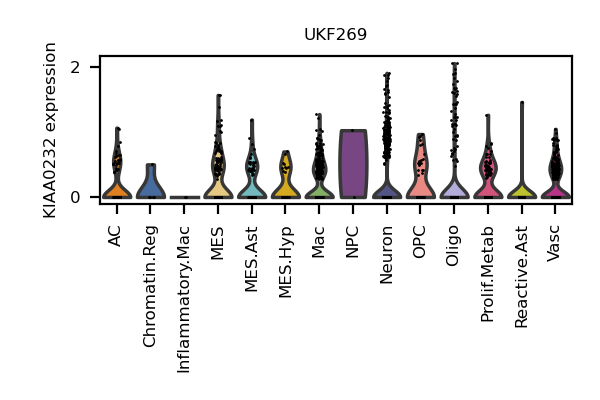 UKF269
KIAA0232 expression
2
0
AC
Chromatin.Reg
Inflammatory.Mac
MES
MES.Ast
MES.Hyp
Mac
NPC
Neuron
OPC
Oligo
Prolif.Metab
Reactive.Ast
Vasc